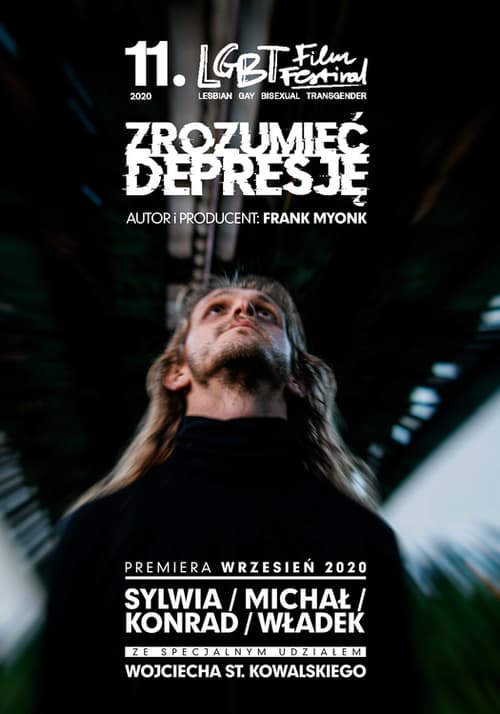 11. LGBT Film Festival
2020 LESBIAN GAY BISEXUAL TRANSGENDER
ZROZUMIEĆ
DEPRESJĘ
AUTOR i PRODUCENT: FRANK MYONK
PREMIERA WRZESIEŃ 2020
SYLWIA / MICHAŁ /
KONRAD / WŁADEK
ZE SPECJALNYM UDZIAŁEM
WOJCIECHA ST. KOWALSKIEGO